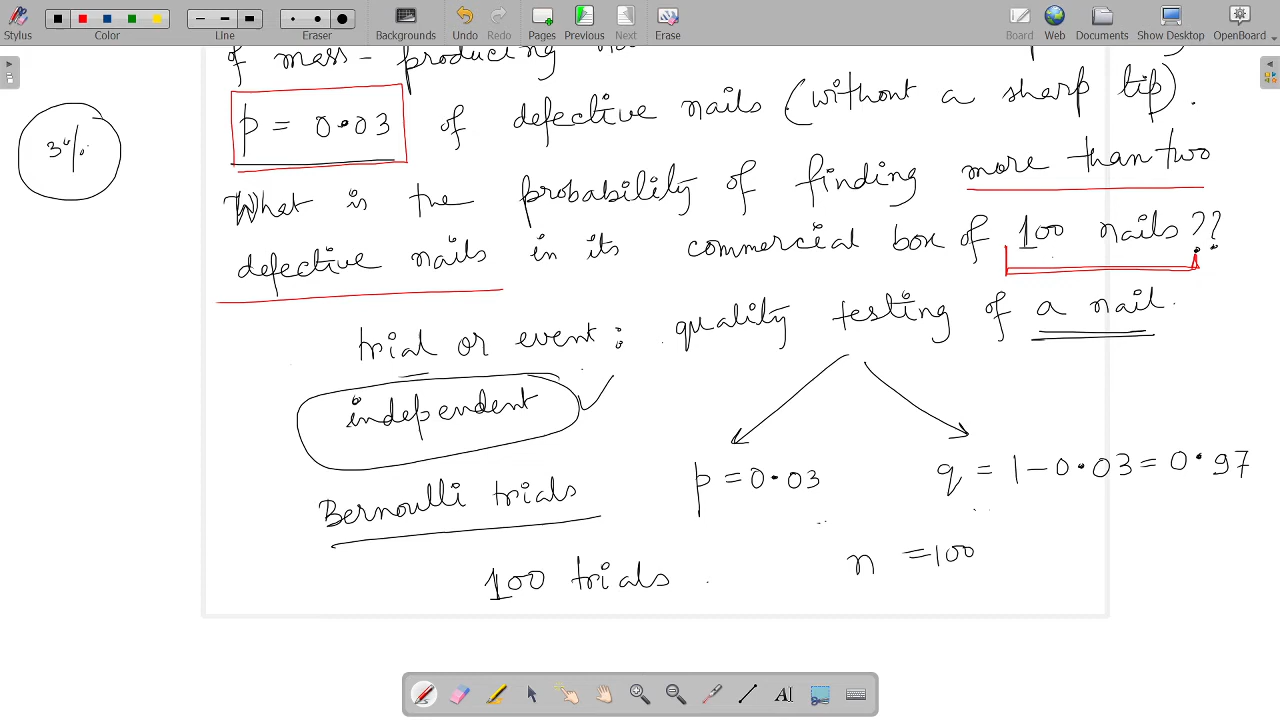 Stylus Color Line Eraser Backgrounds Undo Redo Pages Previous Next Erase Board Web Documents Show Desktop OpenBoard
of mass-producing
p = 0.03 of defective nails (without a sharp tip).
3%
What is the probability of finding more than two
defective nails in its commercial box of 100 nails??
trial or event: quality testing of a nail.
independent
p = 0.03 q = 1-0.03 = 0.97
Bernoulli trials
100 trials n = 100